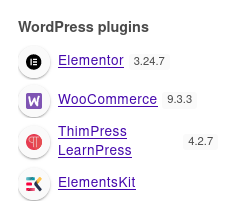 WordPress plugins
Elementor 3.24.7
WooCommerce 9.3.3
ThimPress
LearnPress 4.2.7
ElementsKit